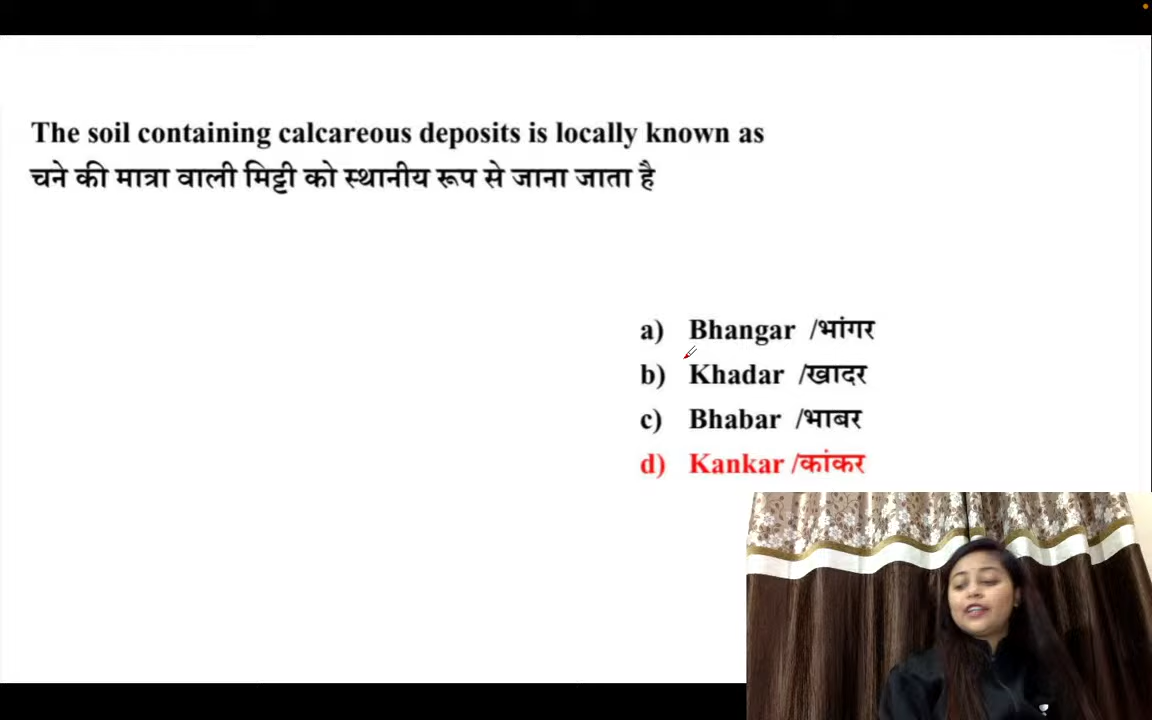 The soil containing calcareous deposits is locally known as
चने की मात्रा वाली मिट्टी को स्थानीय रूप से जाना जाता है
a) Bhangar /भांगर
b) Khadar /खादर
c) Bhabar /भाबर
d) Kankar /कांकर